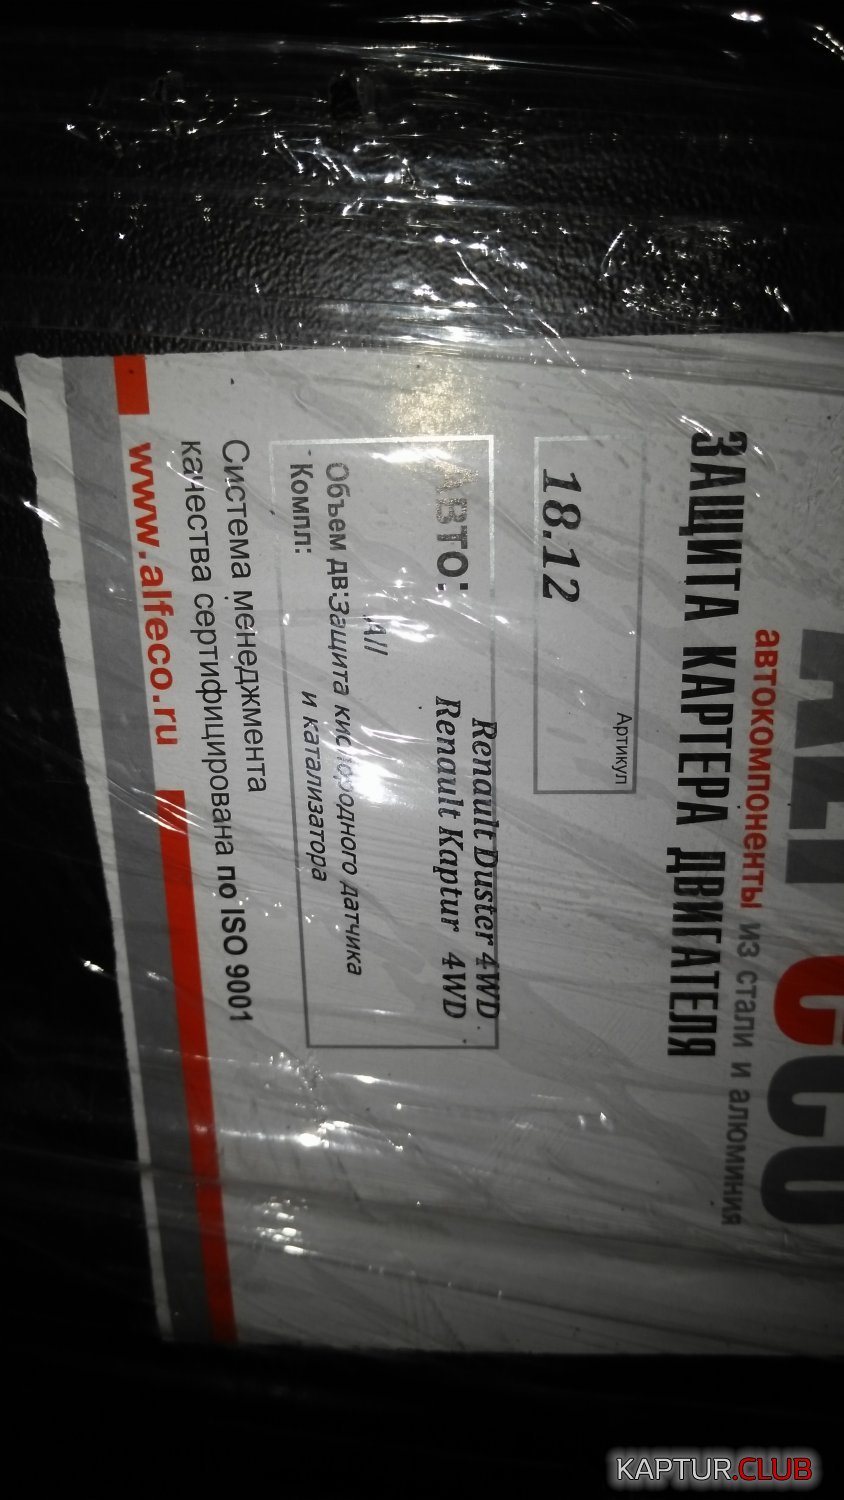 автокомпоненты из стали и алюминия
ЗАЩИТА КАРТЕРА ДВИГАТЕЛЯ
Артикул
18.12
Авто: Renault Duster 4WD
Renault Kaptur 4WD
All
Объем дв:Защита кислородного датчика
Компл: и катализатора
Система менеджмента
качества сертифицирована по ISO 9001
www.alfeco.ru
KAPTUR.CLUB